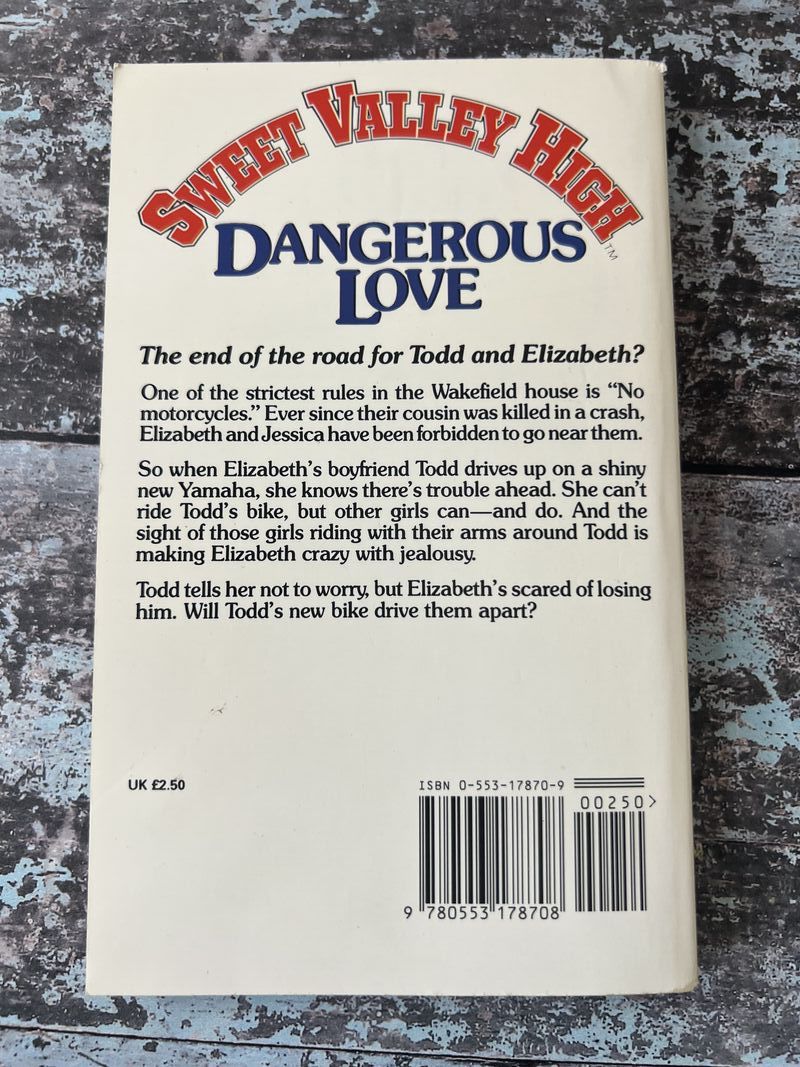 SWEET VALLEY HIGH™
DANGEROUS
LOVE
The end of the road for Todd and Elizabeth?
One of the strictest rules in the Wakefield house is “No
motorcycles.” Ever since their cousin was killed in a crash,
Elizabeth and Jessica have been forbidden to go near them.
So when Elizabeth’s boyfriend Todd drives up on a shiny
new Yamaha, she knows there’s trouble ahead. She can’t
ride Todd’s bike, but other girls can—and do. And the
sight of those girls riding with their arms around Todd is
making Elizabeth crazy with jealousy.
Todd tells her not to worry, but Elizabeth’s scared of losing
him. Will Todd’s new bike drive them apart?
UK £2.50
ISBN 0-553-17870-9
00250>
9 780553 178708